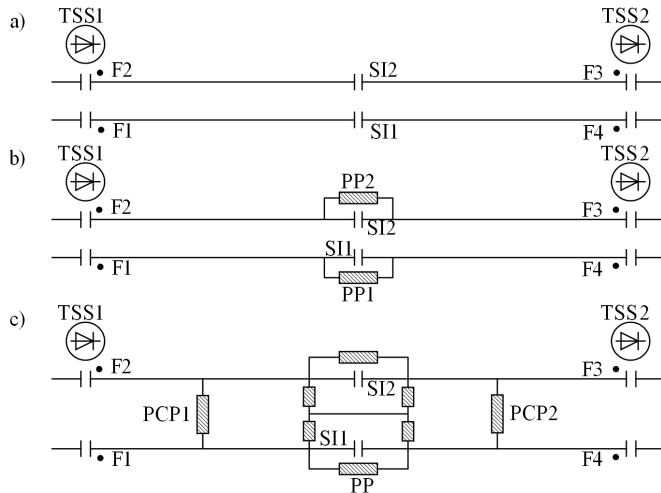 a)
TSS1
TSS2
F2
SI2
F3
F1
SI1
F4
b)
TSS1
TSS2
PP2
F2
SI2
F3
F1
SI1
F4
PP1
c)
TSS1
TSS2
F2
SI2
F3
PCP1
PCP2
F1
SI1
F4
PP